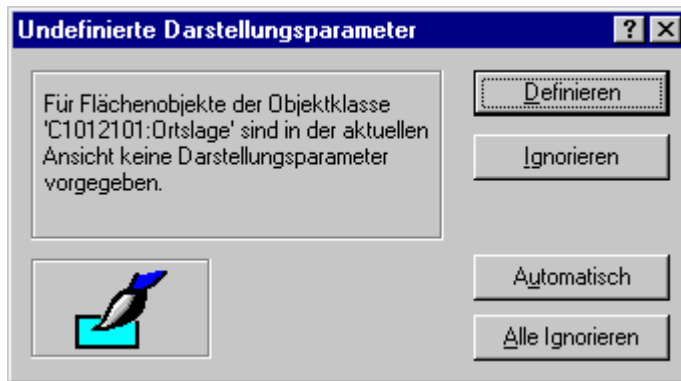 Undefinierte Darstellungsparameter
Für Flächenobjekte der Objektklasse
'C1012101:Ortslage' sind in der aktuellen
Ansicht keine Darstellungsparameter
vorgegeben.
Definieren
Ignorieren
Automatisch
Alle Ignorieren